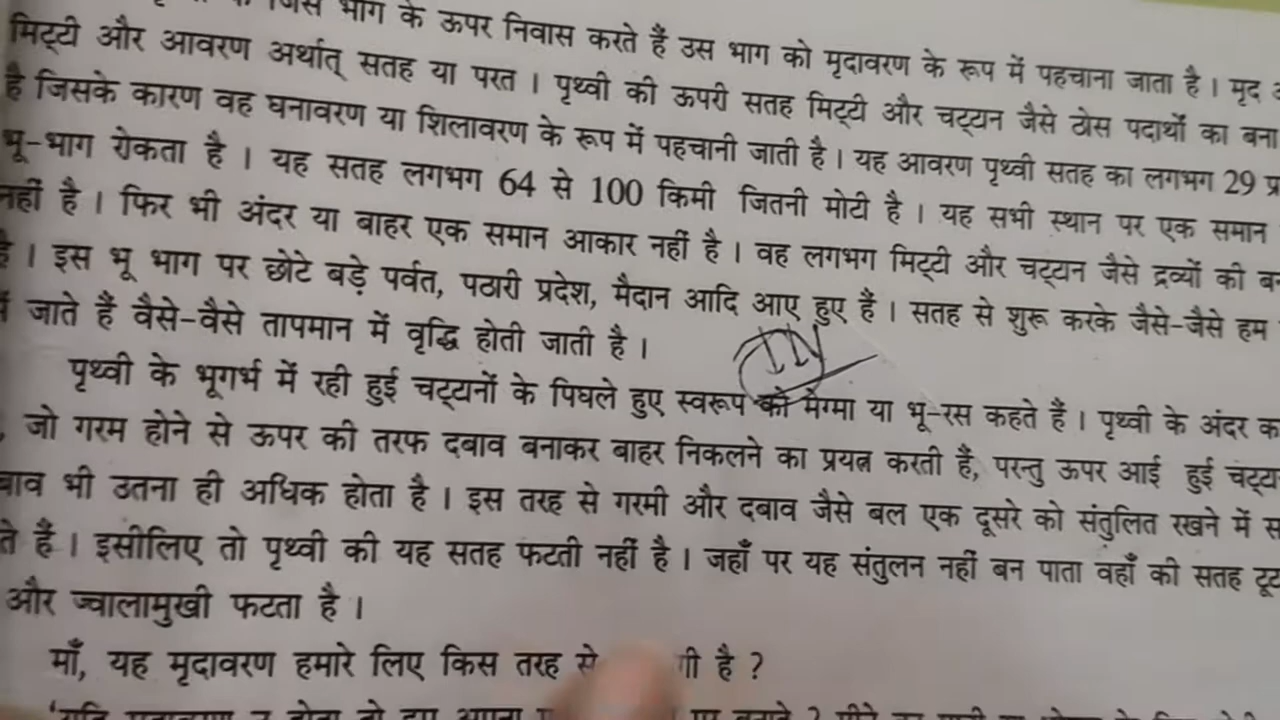 भाग के ऊपर निवास करते हैं उस भाग को मृदावरण के रूप में पहचाना जाता है । मृद
मिट्टी और आवरण अर्थात् सतह या परत । पृथ्वी की ऊपरी सतह मिट्टी और चट्टान जैसे ठोस पदार्थों का बना
है जिसके कारण वह घनावरण या शिलावरण के रूप में पहचानी जाती है । यह आवरण पृथ्वी सतह का लगभग 29
भू-भाग रोकता है । यह सतह लगभग 64 से 100 किमी जितनी मोटी है । यह सभी स्थान पर एक समान
नहीं है । फिर भी अंदर या बाहर एक समान आकार नहीं है । वह लगभग मिट्टी और चट्टान जैसे द्रव्यों की
है । इस भू भाग पर छोटे बड़े पर्वत, पठारी प्रदेश, मैदान आदि आए हुए हैं । सतह से शुरू करके जैसे-जैसे हम
जाते हैं वैसे-वैसे तापमान में वृद्धि होती जाती है ।
IN
पृथ्वी के भूगर्भ में रही हुई चट्टानों के पिघले हुए स्वरूप को मेग्मा या भू-रस कहते हैं । पृथ्वी के अंदर
जो गरम होने से ऊपर की तरफ दबाव बनाकर बाहर निकलने का प्रयत्न करती हैं, परन्तु ऊपर आई हुई
भी उतना ही अधिक होता है । इस तरह से गरमी और दबाव जैसे बल एक दूसरे को संतुलित रखने में
हैं । इसीलिए तो पृथ्वी की यह सतह फटती नहीं है । जहाँ पर यह संतुलन नहीं बन पाता वहाँ की सतह
और ज्वालामुखी फटता है ।
माँ, यह मृदावरण हमारे लिए किस तरह से है ?